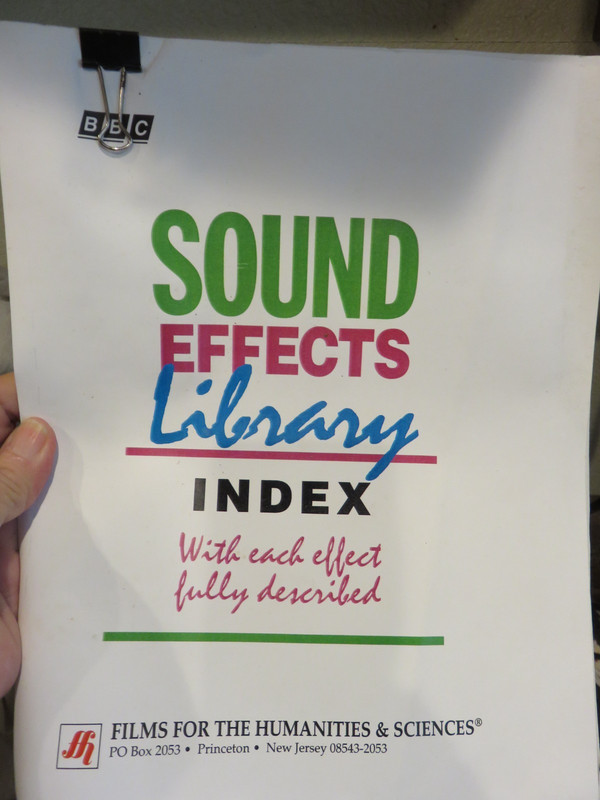 BBC
SOUND
EFFECTS
Library
INDEX
With each effect
fully described
ffh
FILMS FOR THE HUMANITIES & SCIENCES®
PO Box 2053 • Princeton • New Jersey 08543-2053